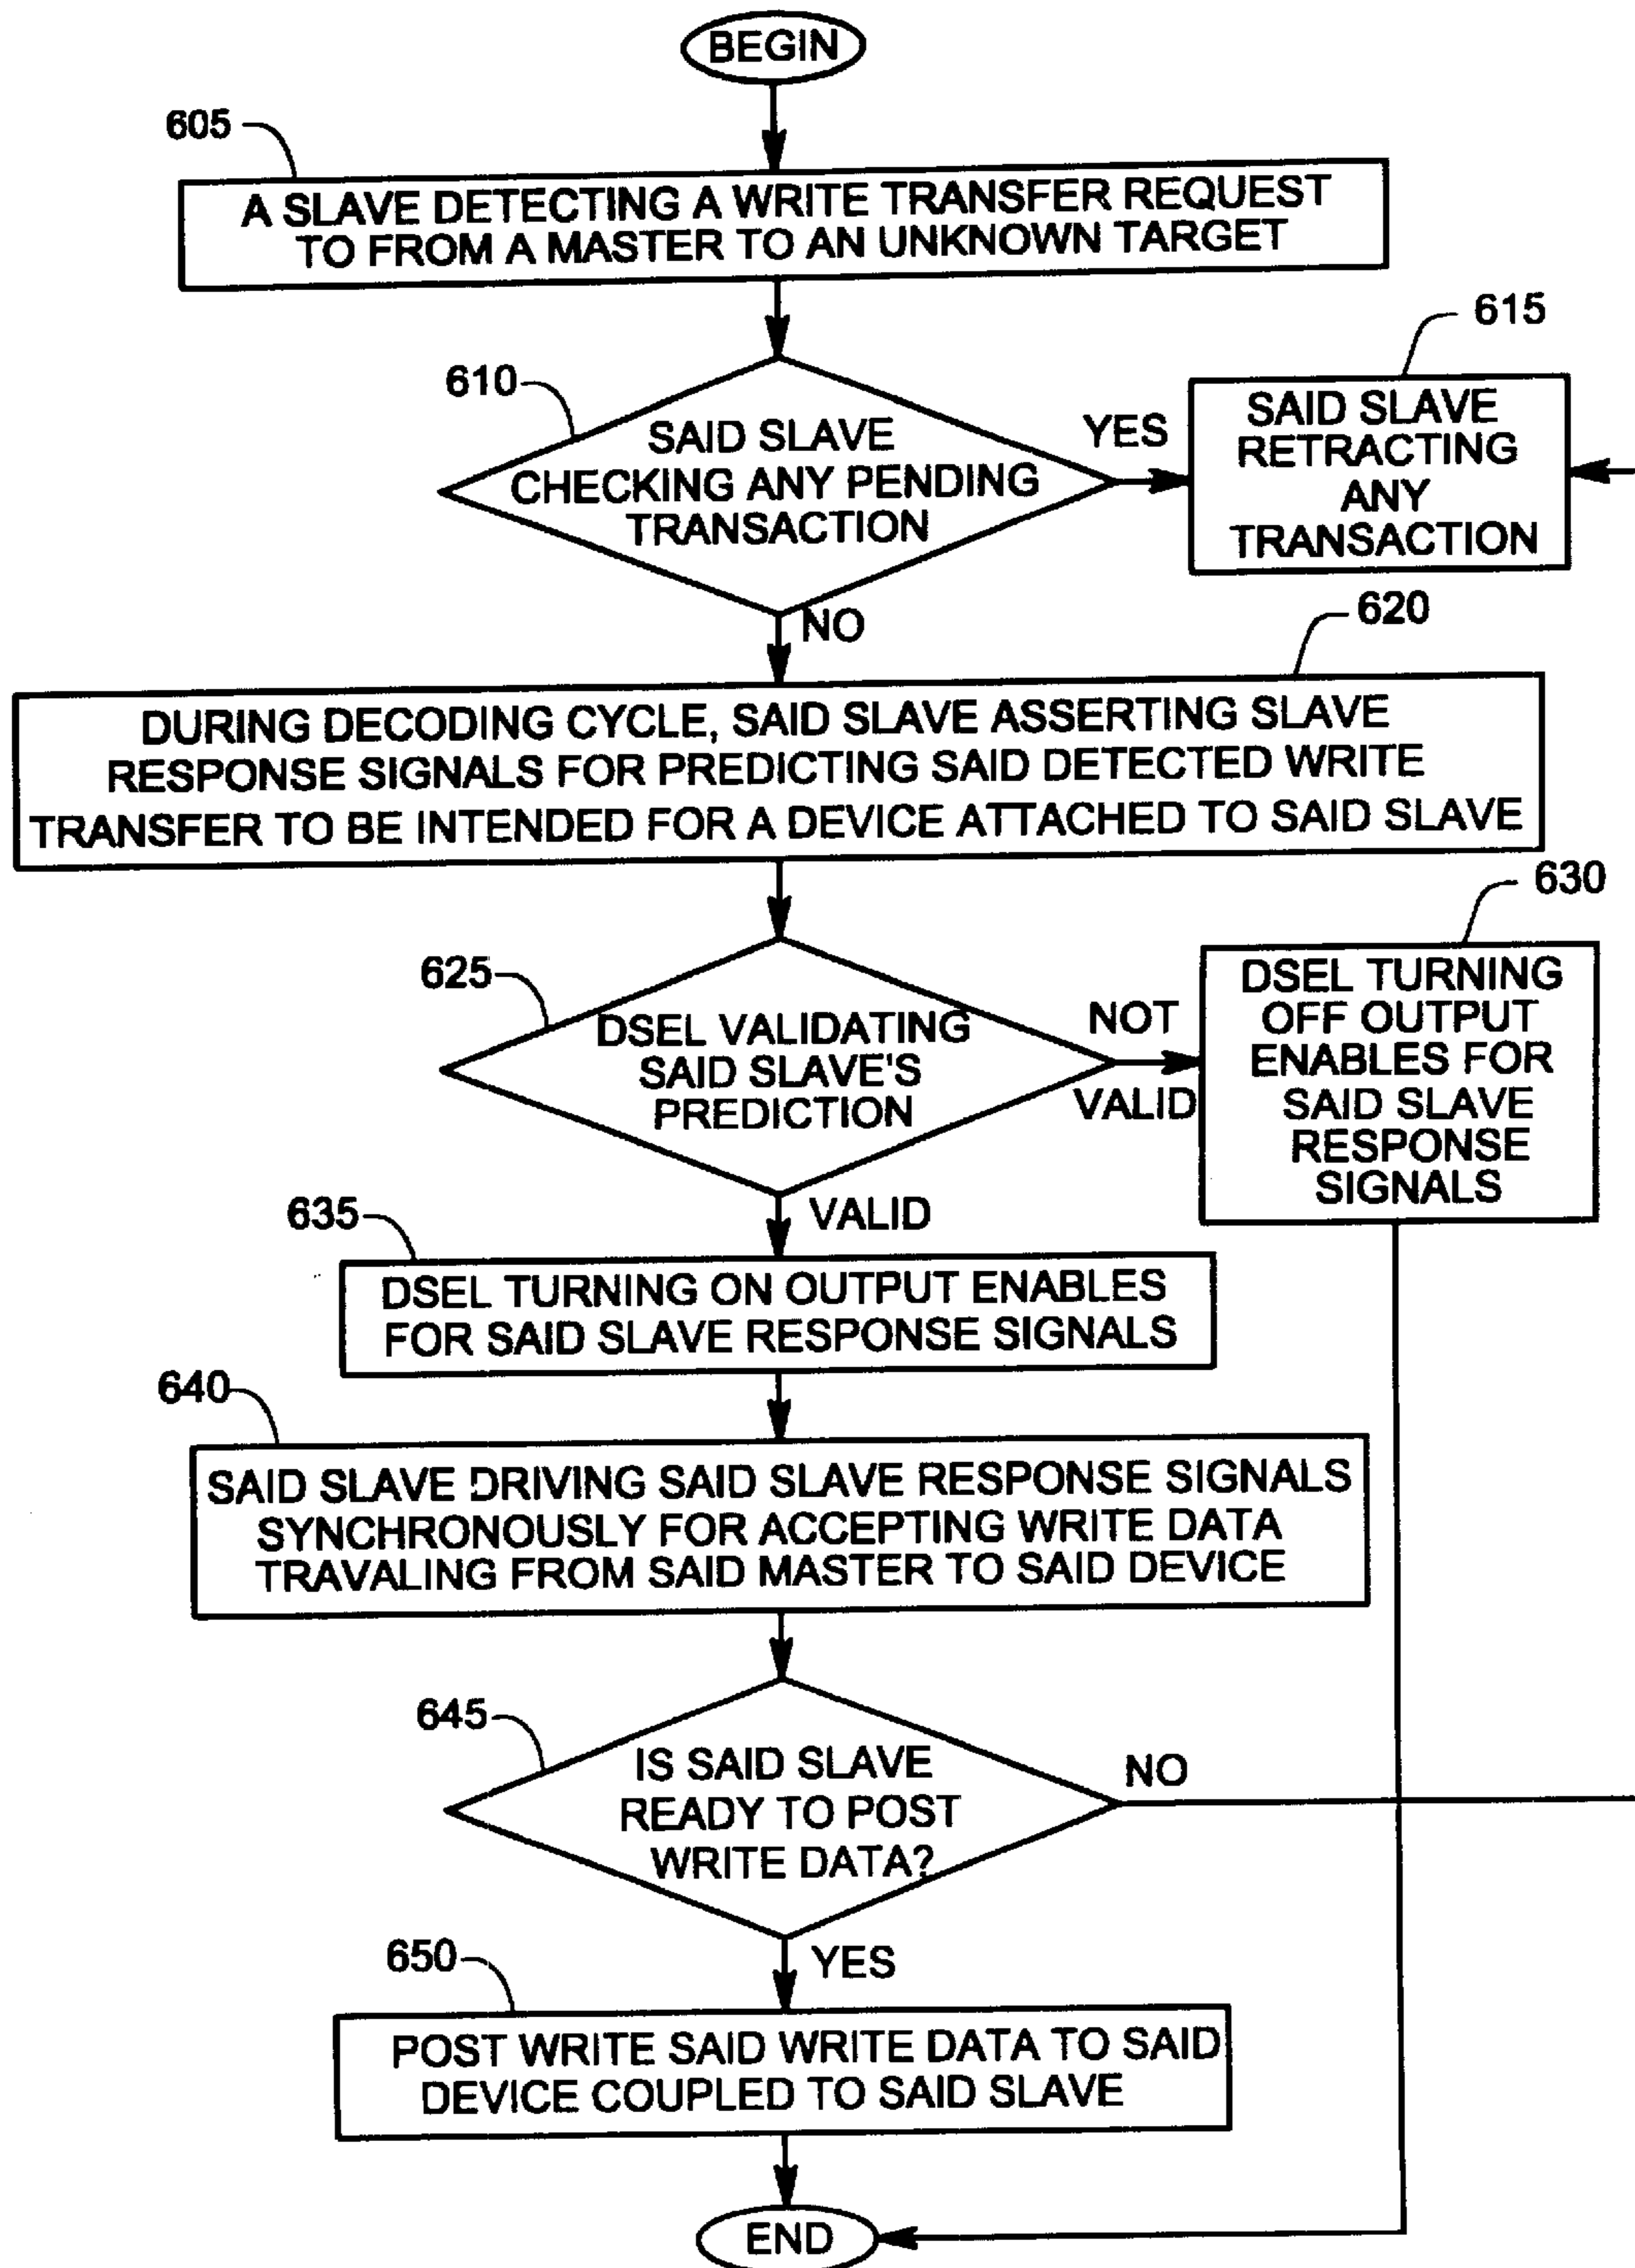 BEGIN
605
A SLAVE DETECTING A WRITE TRANSFER REQUEST
TO FROM A MASTER TO AN UNKNOWN TARGET
615
610
SAID SLAVE
CHECKING ANY PENDING
TRANSACTION
YES
SAID SLAVE
RETRACTING
ANY
TRANSACTION
NO
620
DURING DECODING CYCLE, SAID SLAVE ASSERTING SLAVE
RESPONSE SIGNALS FOR PREDICTING SAID DETECTED WRITE
TRANSFER TO BE INTENDED FOR A DEVICE ATTACHED TO SAID SLAVE
630
625
DSEL VALIDATING
SAID SLAVE'S
PREDICTION
NOT
VALID
DSEL TURNING
OFF OUTPUT
ENABLES FOR
SAID SLAVE
RESPONSE
SIGNALS
VALID
635
DSEL TURNING ON OUTPUT ENABLES
FOR SAID SLAVE RESPONSE SIGNALS
640
SAID SLAVE DRIVING SAID SLAVE RESPONSE SIGNALS
SYNCHRONOUSLY FOR ACCEPTING WRITE DATA
TRAVALING FROM SAID MASTER TO SAID DEVICE
645
IS SAID SLAVE
READY TO POST
WRITE DATA?
NO
YES
650
POST WRITE SAID WRITE DATA TO SAID
DEVICE COUPLED TO SAID SLAVE
END